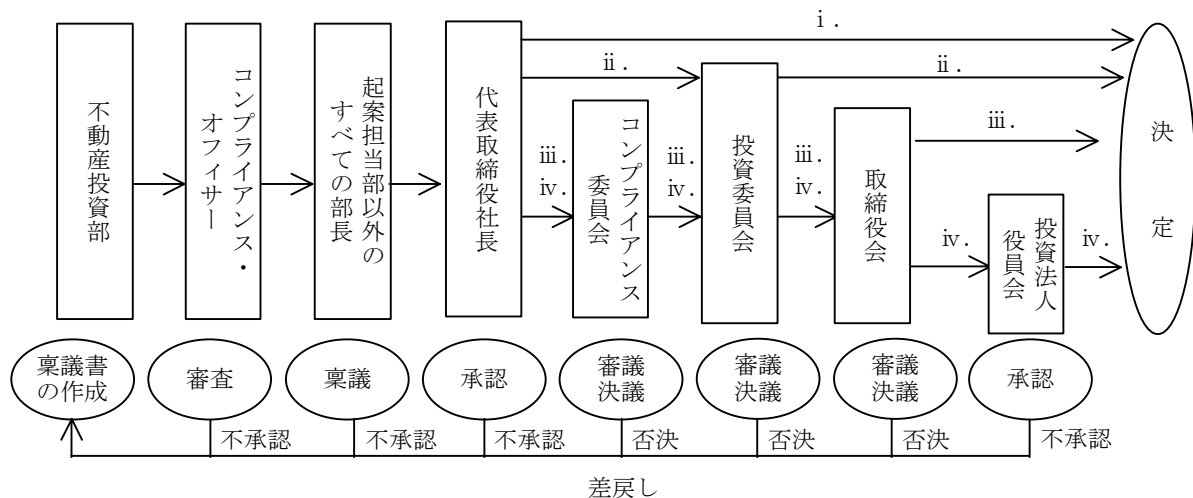 ⅰ.
ⅱ.
ⅱ.
ⅲ.
ⅲ.
ⅳ.
ⅲ.
ⅳ.
ⅲ.
ⅳ.
ⅳ.
ⅳ.
不動産投資部
コンプライアンス・
オフィサー
起案担当部以外の
すべての部長
代表取締役社長
コンプライアンス
委員会
投資委員会
取締役会
投資法人
役員会
決定
稟議書
の作成
審査
稟議
承認
審議
決議
審議
決議
審議
決議
承認
不承認
不承認
不承認
否決
否決
否決
不承認
差戻し